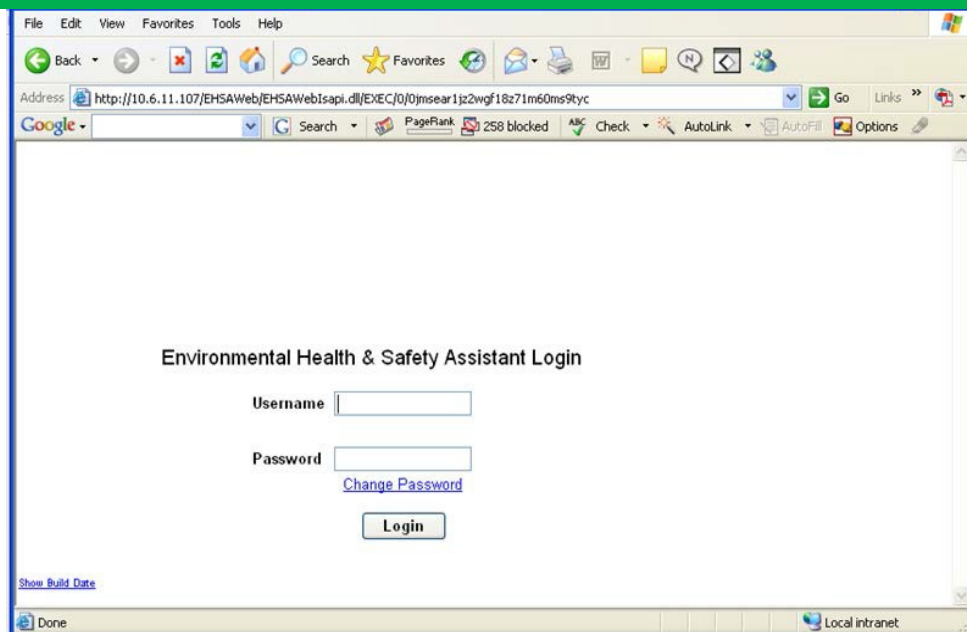 File Edit View Favorites Tools Help
Back Search Favorites
Address http://10.6.11.107/EHSAWeb/EHSAWebIsapi.dll/EXEC/0/0jmsear1jz2wgf18z71m60ms9tyc Go Links »
Google Search PageRank 258 blocked ABC Check AutoLink AutoFill Options
Environmental Health & Safety Assistant Login
Username
Password
Change Password
Login
Show Build Date
Done Local intranet